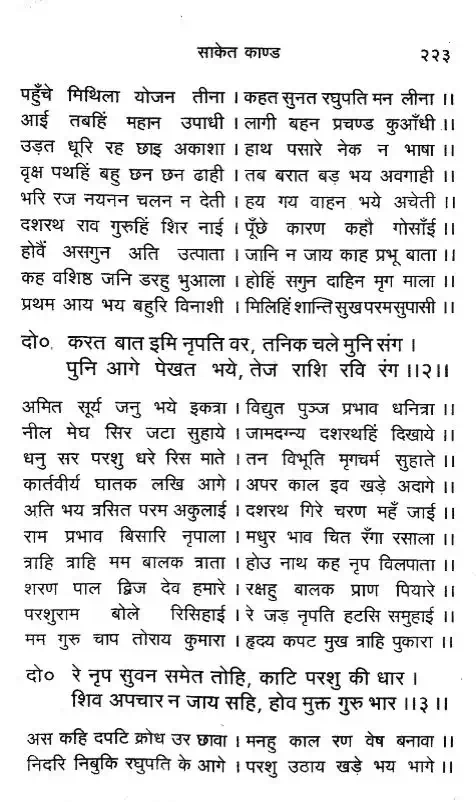 साकेत काण्ड २२३
पहुँचे मिथिला योजन तीना । कहत सुनत रघुपति मन लीना ।।
आई तबहिं महान उपाधी । लागी बहन प्रचण्ड कुआँधी ।।
उड़त धूरि रह छाइ अकाशा । हाथ पसारे नेक न भाषा ।।
वृक्ष पथहिं बहु छन छन ढाही । तब बरात बड़ भय अवगाही ।।
भरि रज नयनन चलन न देती । हय गय वाहन भये अचेती ।।
दशरथ राव गुरुहिं शिर नाई । पूँछे कारण कहौ गोसाँई ।।
होवैं असगुन अति उत्पाता । जानि न जाय काह प्रभू बाता ।।
कह वशिष्ठ जनि डरहु भुआला । होहिं सगुन दाहिन मृग माला ।।
प्रथम आय भय बहुरि विनाशी । मिलिहिं शान्ति सुख परम सुपासी ।।
दो०. करत बात इमि नृपति वर, तनिक चले मुनि संग ।
पुनि आगे पेखत भये, तेज राशि रवि रंग ।।२।।
अमित सूर्य जनु भये इकत्रा । विद्युत पुञ्ज प्रभाव धनित्रा ।।
नील मेघ सिर जटा सुहाये । जामदग्न्य दशरथहिं दिखाये ।।
धनु सर परशु धरे रिस माते । तन विभूति मृगचर्म सुहाते ।।
कार्तवीर्य घातक लखि आगे । अपर काल इव खड़े अदागे ।।
अति भय त्रसित परम अकुलाई । दशरथ गिरे चरण महँ जाई ।।
राम प्रभाव बिसारि नृपाला । मधुर भाव चित रँगा रसाला ।।
त्राहि त्राहि मम बालक त्राता । होउ नाथ कह नृप विलपाता ।।
शरण पाल द्विज देव हमारे । रक्षहु बालक प्राण पियारे ।।
परशुराम बोले रिसिहाई । रे जड़ नृपति हटसि समुहाई ।।
मम गुरु चाप तोराय कुमारा । हृदय कपट मुख त्राहि पुकारा ।।
दो० रे नृप सुवन समेत तोहि, काटि परशु की धार ।
शिव अपचार न जाय सहि, होव मुक्त गुरु भार ।।३ ।।
अस कहि दपटि क्रोध उर छावा । मनहु काल रण वेष बनावा ।।
निदरि निबुकि रघुपति के आगे । परशु उठाय खड़े भय भागे ।।